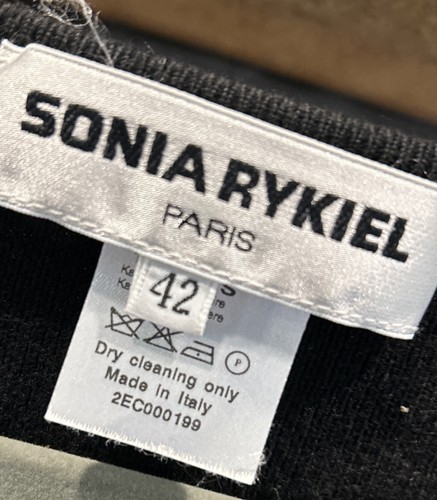 SONIA RYKIEL
PARIS
42
P
Dry cleaning only
Made in Italy
2EC000199